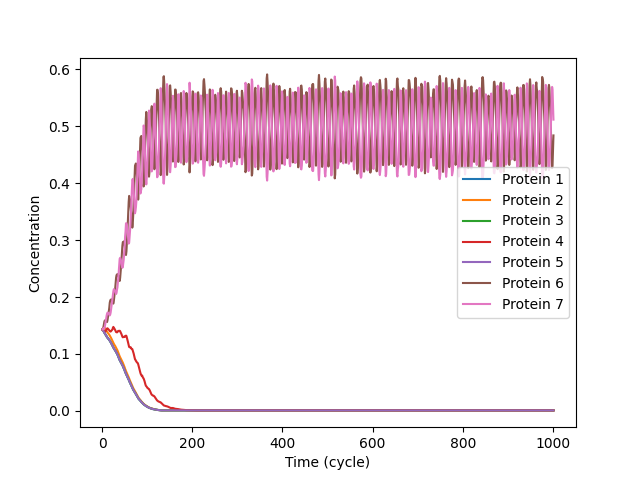 0.6
0.5
0.4
0.3
0.2
0.1
0.0
Concentration
Protein 1
Protein 2
Protein 3
Protein 4
Protein 5
Protein 6
Protein 7
0 200 400 600 800 1000
Time (cycle)